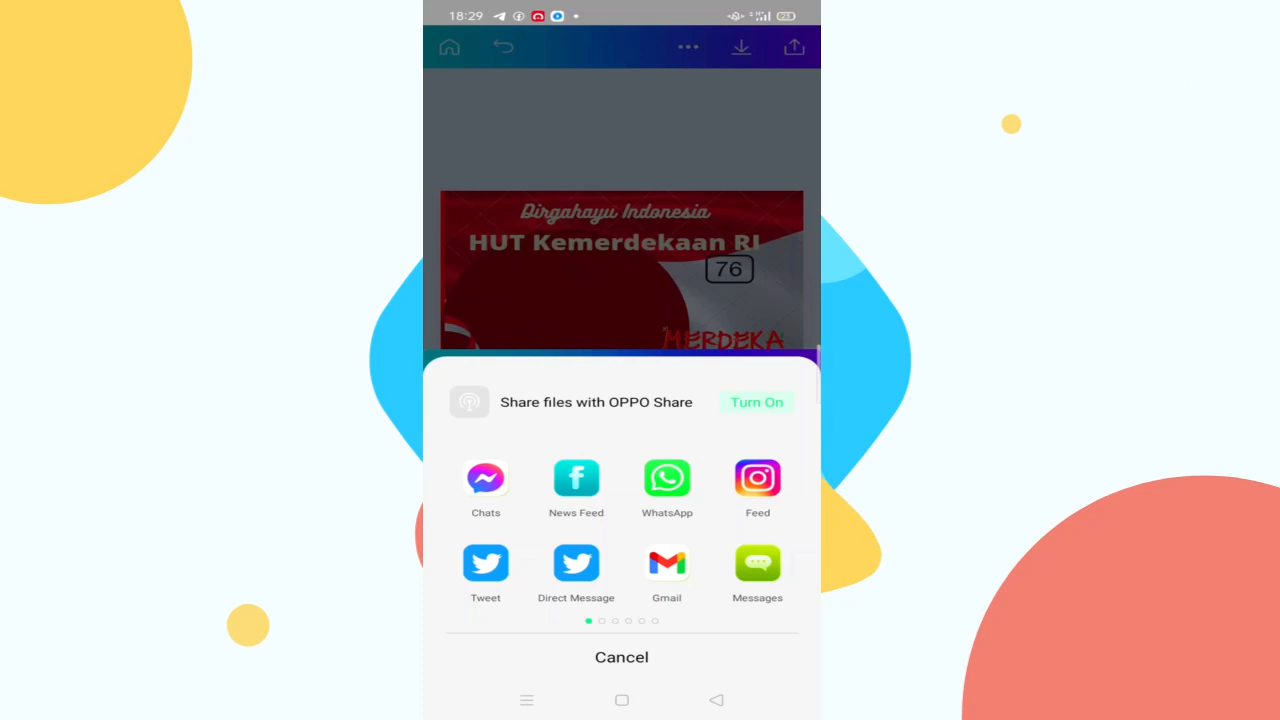 18:29
23
Dirgahayu Indonesia
HUT Kemerdekaan RI
76
MERDEKA
Share files with OPPO Share
Turn On
Chats
News Feed
WhatsApp
Feed
Tweet
Direct Message
Gmail
Messages
Cancel